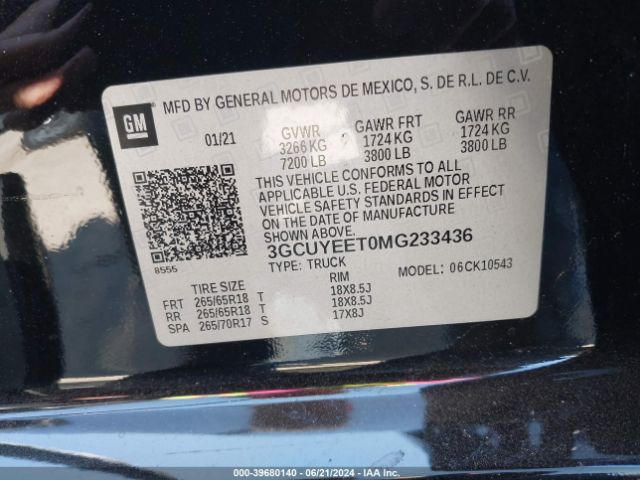 GM
MFD BY GENERAL MOTORS DE MEXICO, S. DE R.L. DE C.V.
01/21 GVWR GAWR FRT GAWR RR
3266 KG 1724 KG 1724 KG
7200 LB 3800 LB 3800 LB
THIS VEHICLE CONFORMS TO ALL
APPLICABLE U.S. FEDERAL MOTOR
VEHICLE SAFETY STANDARDS IN EFFECT
ON THE DATE OF MANUFACTURE
SHOWN ABOVE.
3GCUYEET0MG233436
8555
TYPE: TRUCK MODEL: 06CK10543
TIRE SIZE RIM
FRT 265/65R18 T 18X8.5J
RR 265/65R18 T 18X8.5J
SPA 265/70R17 S 17X8J
000-39680140 - 06/21/2024 - IAAI.COM